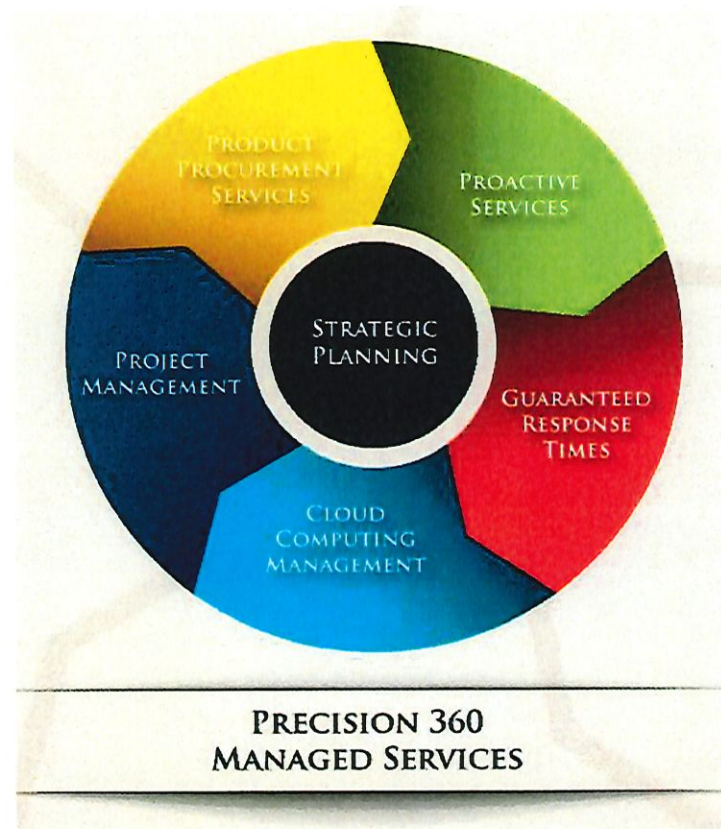 PRODUCT
PROCUREMENT
SERVICES
PROACTIVE
SERVICES
STRATEGIC
PLANNING
PROJECT
MANAGEMENT
GUARANTEED
RESPONSE
TIMES
CLOUD
COMPUTING
MANAGEMENT
PRECISION 360
MANAGED SERVICES